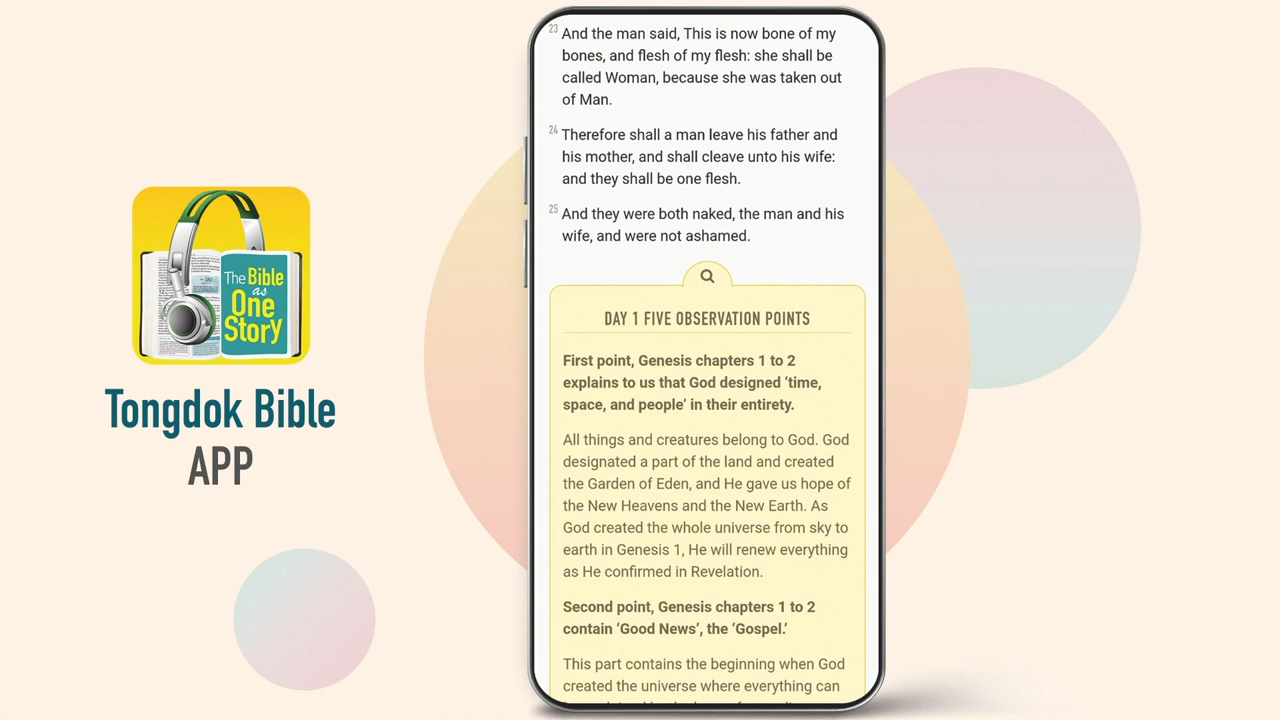 The Bible
as
One
Story
Tongdok Bible
APP
23 And the man said, This is now bone of my
bones, and flesh of my flesh: she shall be
called Woman, because she was taken out
of Man.
24 Therefore shall a man leave his father and
his mother, and shall cleave unto his wife:
and they shall be one flesh.
25 And they were both naked, the man and his
wife, and were not ashamed.
DAY 1 FIVE OBSERVATION POINTS
First point, Genesis chapters 1 to 2
explains to us that God designed ‘time,
space, and people’ in their entirety.
All things and creatures belong to God. God
designated a part of the land and created
the Garden of Eden, and He gave us hope of
the New Heavens and the New Earth. As
God created the whole universe from sky to
earth in Genesis 1, He will renew everything
as He confirmed in Revelation.
Second point, Genesis chapters 1 to 2
contain ‘Good News’, the ‘Gospel.’
This part contains the beginning when God
created the universe where everything can